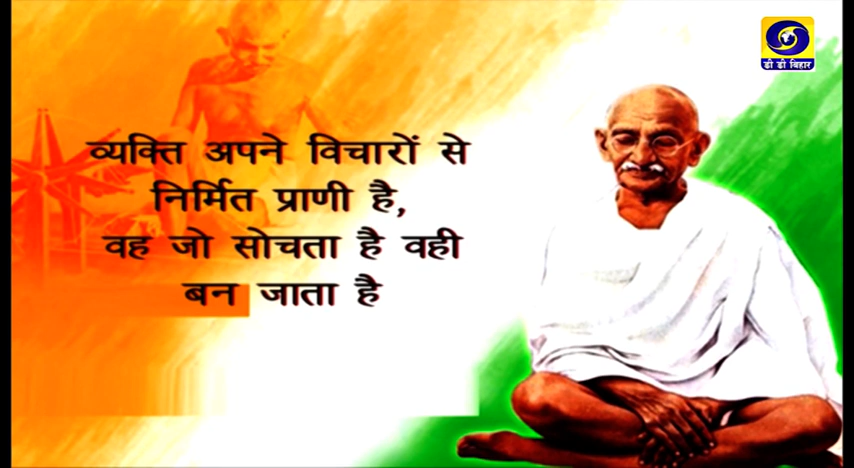 डी डी बिहार
व्यक्ति अपने विचारों से
निर्मित प्राणी है,
वह जो सोचता है वही
बन जाता है